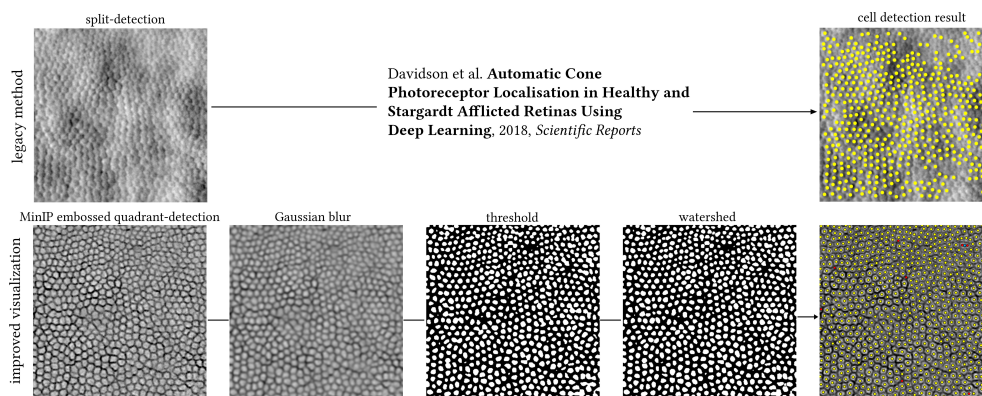 split-detection
cell detection result
legacy method
Davidson et al. Automatic Cone
Photoreceptor Localisation in Healthy and
Stargardt Afflicted Retinas Using
Deep Learning, 2018, Scientific Reports
MinIP embossed quadrant-detection
Gaussian blur
threshold
watershed
improved visualization